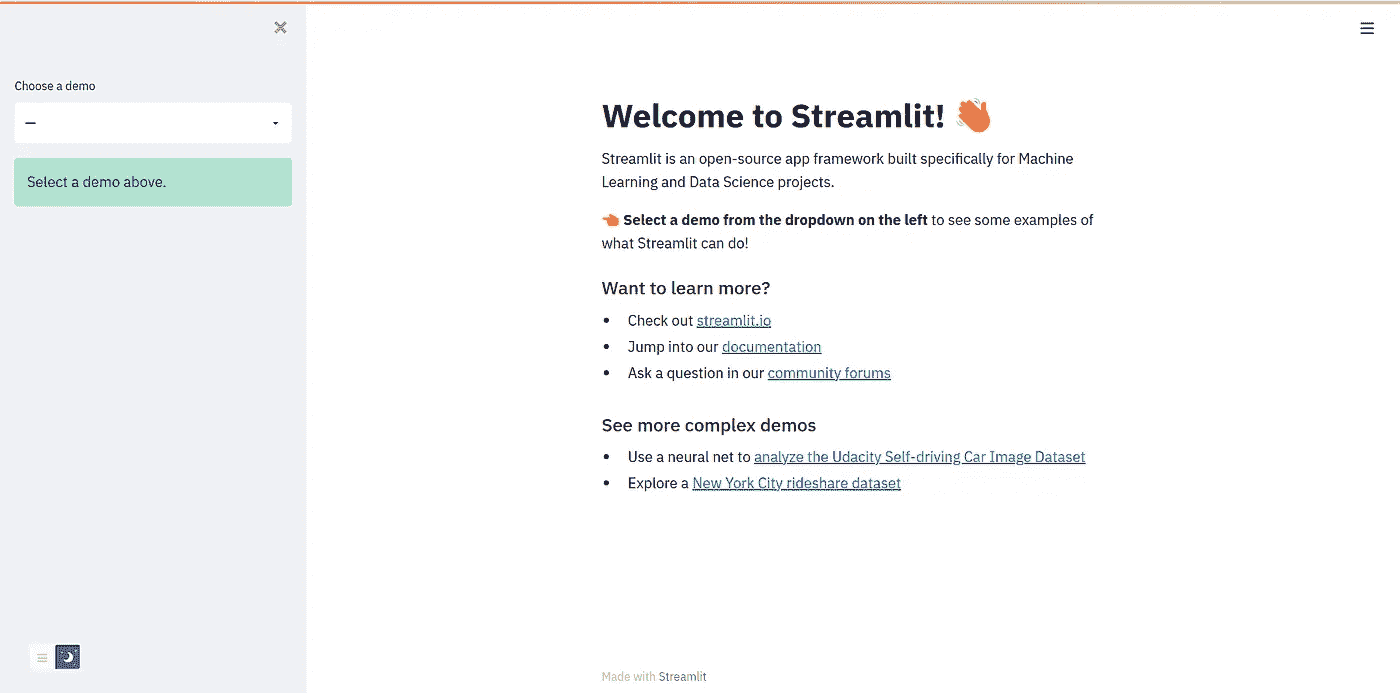 Choose a demo
—
Select a demo above.
Welcome to Streamlit! 👋
Streamlit is an open-source app framework built specifically for Machine
Learning and Data Science projects.
👈 Select a demo from the dropdown on the left to see some examples of
what Streamlit can do!
Want to learn more?
• Check out streamlit.io
• Jump into our documentation
• Ask a question in our community forums
See more complex demos
• Use a neural net to analyze the Udacity Self-driving Car Image Dataset
• Explore a New York City rideshare dataset
Made with Streamlit